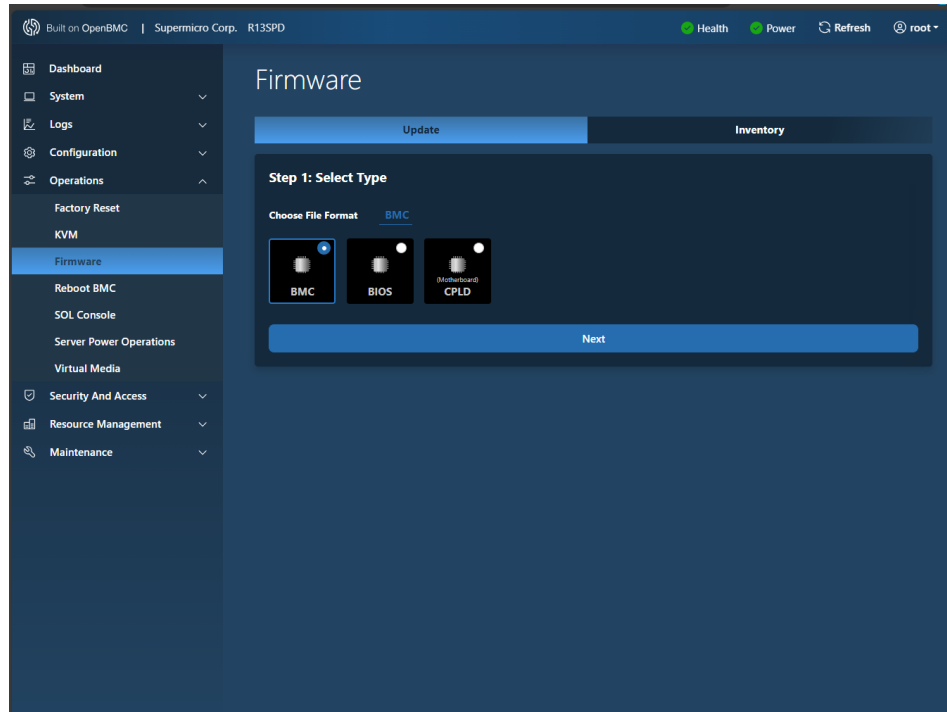 Built on OpenBMC | Supermicro Corp. R13SPD
Health Power Refresh root
Dashboard
System
Logs
Configuration
Operations
Factory Reset
KVM
Firmware
Reboot BMC
SOL Console
Server Power Operations
Virtual Media
Security And Access
Resource Management
Maintenance
Firmware
Update Inventory
Step 1: Select Type
Choose File Format BMC
BMC
BIOS
(Motherboard)
CPLD
Next